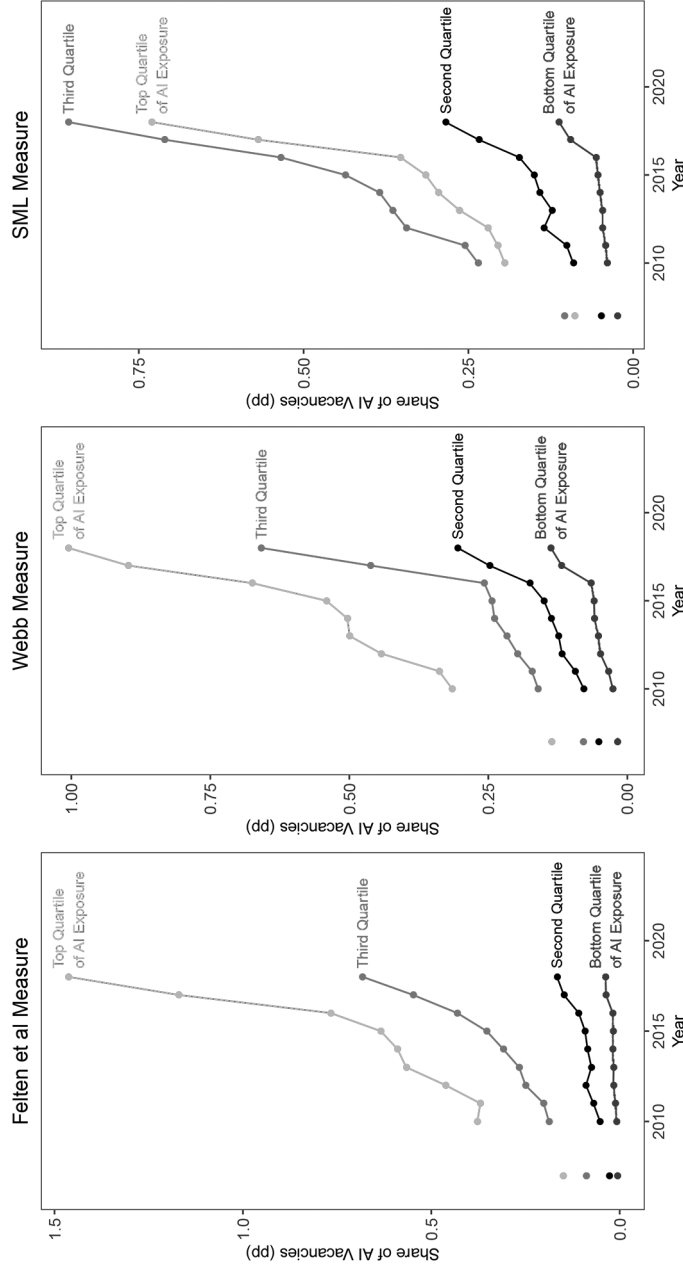 Felten et al Measure
Share of AI Vacancies (pp)
1.5
1.0
0.5
0.0
Top Quartile
of AI Exposure
Third Quartile
Second Quartile
Bottom Quartile
of AI Exposure
2010
2015
2020
Year
Webb Measure
Share of AI Vacancies (pp)
1.00
0.75
0.50
0.25
0.00
Top Quartile
of AI Exposure
Third Quartile
Second Quartile
Bottom Quartile
of AI Exposure
2010
2015
2020
Year
SML Measure
Share of AI Vacancies (pp)
0.75
0.50
0.25
0.00
Third Quartile
Top Quartile
of AI Exposure
Second Quartile
Bottom Quartile
of AI Exposure
2010
2015
2020
Year